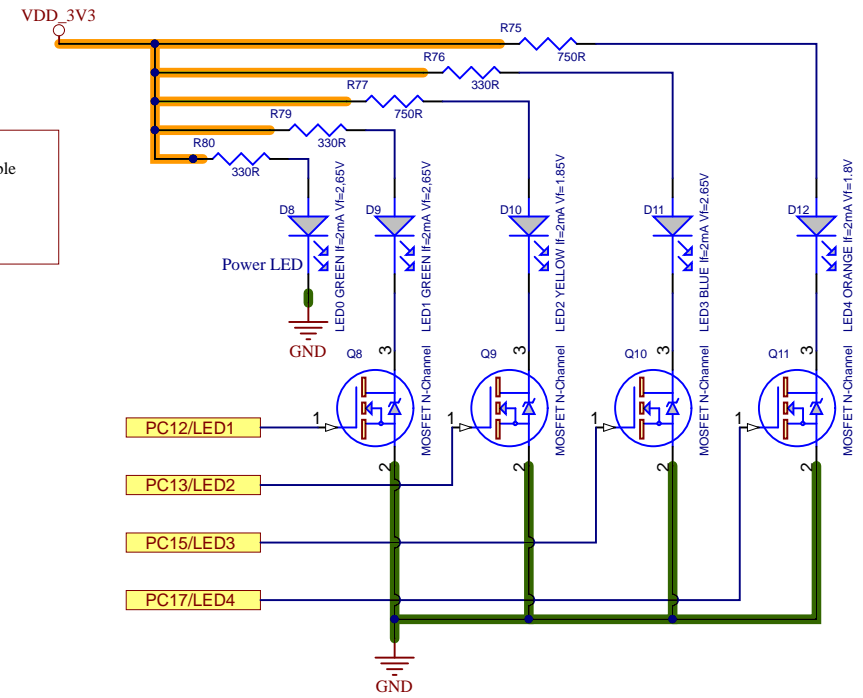 VDD_3V3
R75
750R
R76
330R
R77
750R
R79
330R
R80
330R
D8
D9
D10
D11
D12
LED0 GREEN If=2mA Vf=2,65V
LED1 GREEN If=2mA Vf=2,65V
LED2 YELLOW If=2mA Vf=1.85V
LED3 BLUE If=2mA Vf=2.65V
LED4 ORANGE If=2mA Vf=1.8V
Power LED
GND
Q8
3
Q9
3
Q10
3
Q11
3
MOSFET N-Channel
MOSFET N-Channel
MOSFET N-Channel
MOSFET N-Channel
1
1
1
1
PC12/LED1
2
2
2
2
PC13/LED2
PC15/LED3
PC17/LED4
GND